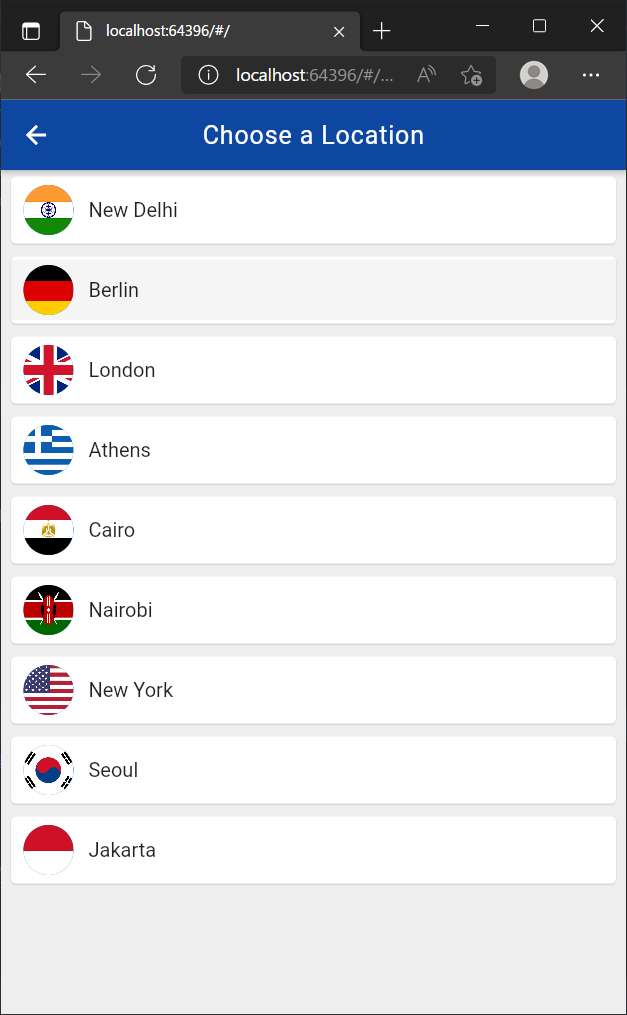 localhost:64396/#/
localhost:64396/#/...
Choose a Location
New Delhi
Berlin
London
Athens
Cairo
Nairobi
New York
Seoul
Jakarta